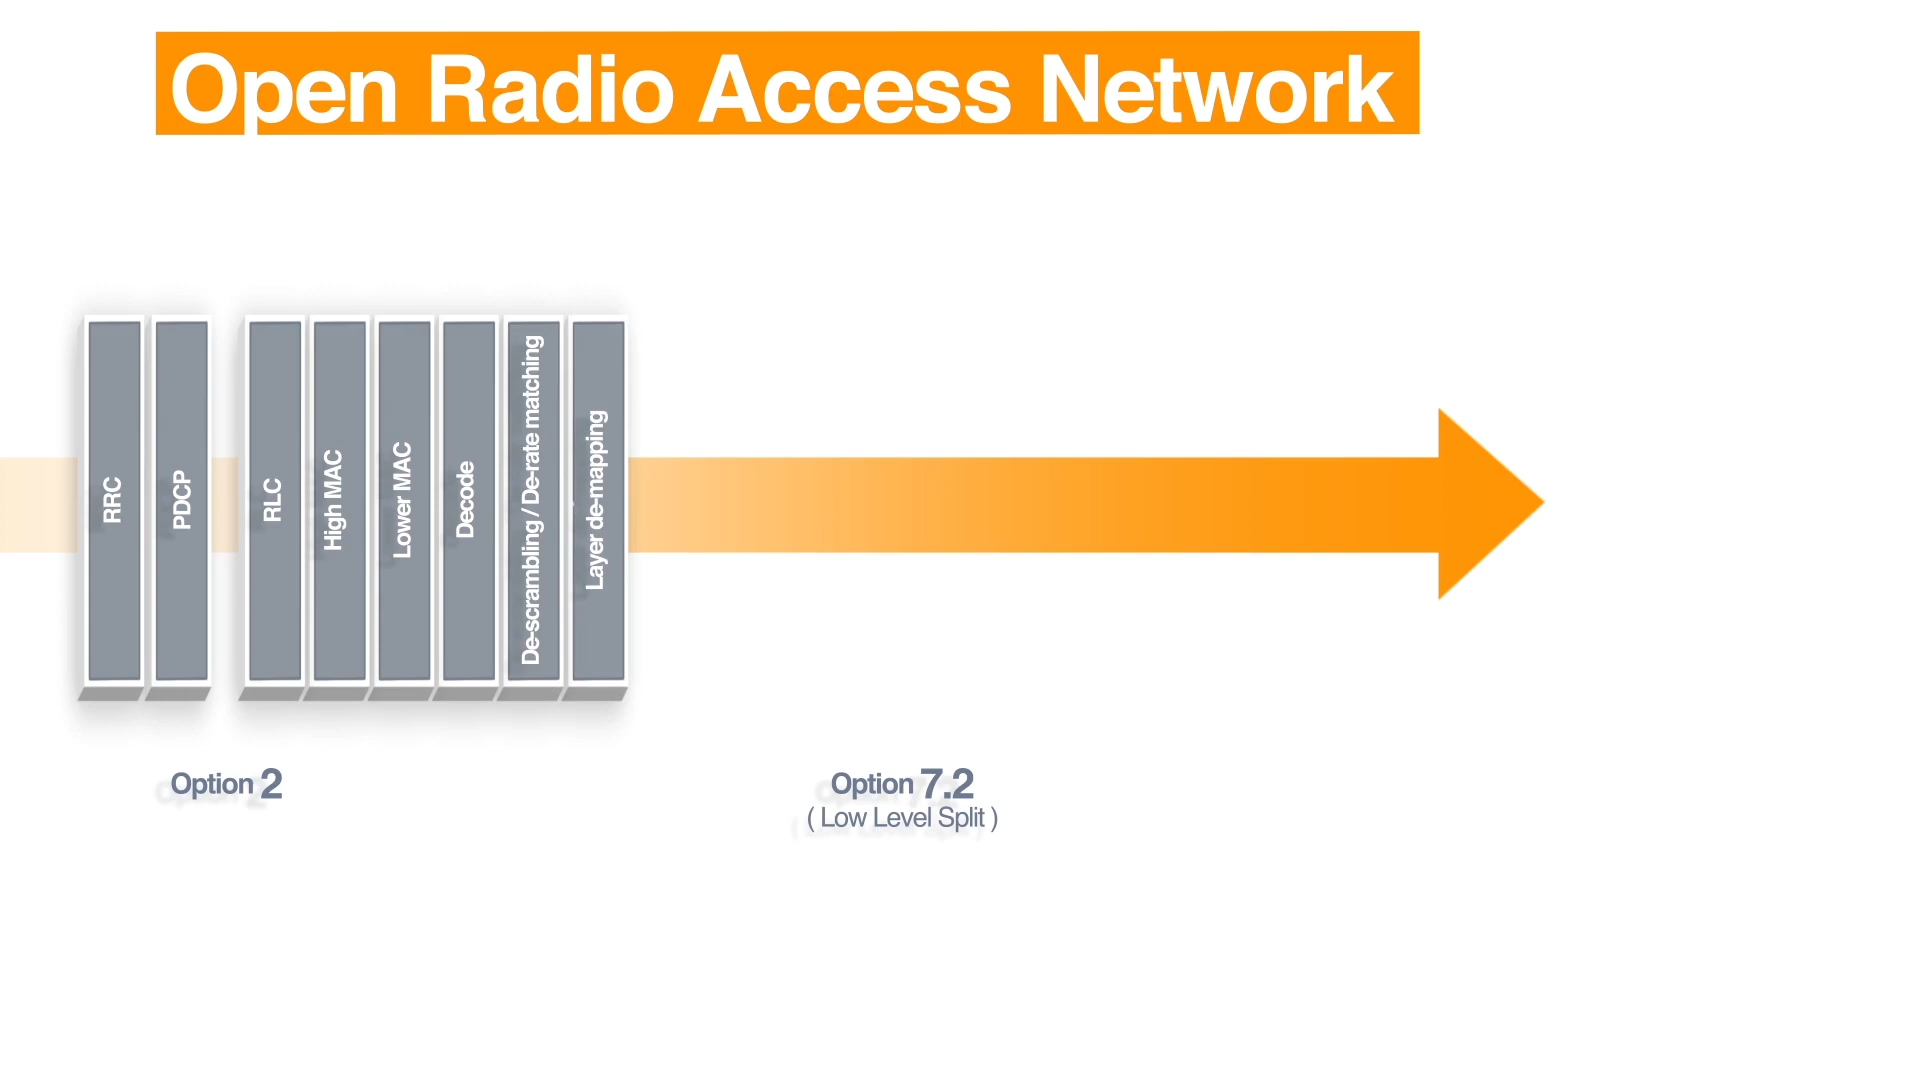 Open Radio Access Network
RRC
PDCP
RLC
High MAC
Lower MAC
Decode
De-scrambling / De-rate matching
Layer de-mapping
Option 2
Option 7.2
( Low Level Split )